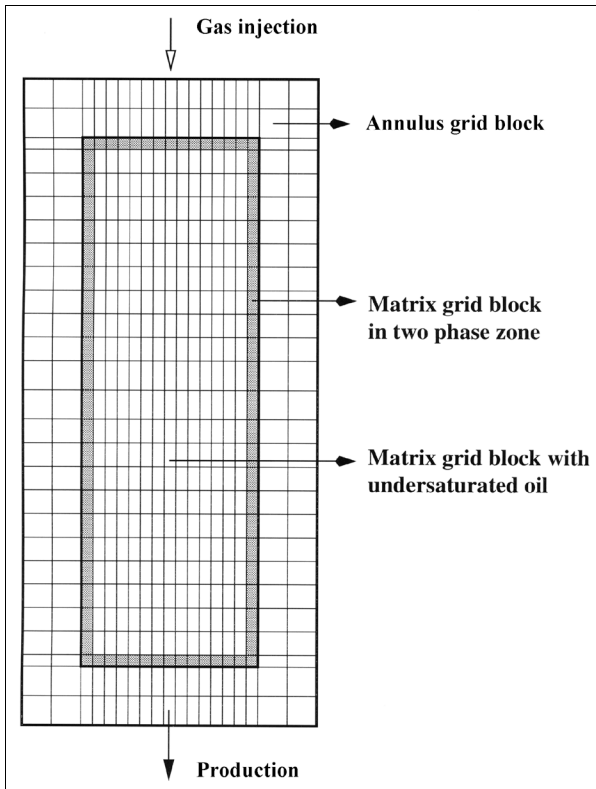 Gas injection
Annulus grid block
Matrix grid block
in two phase zone
Matrix grid block with
undersaturated oil
Production